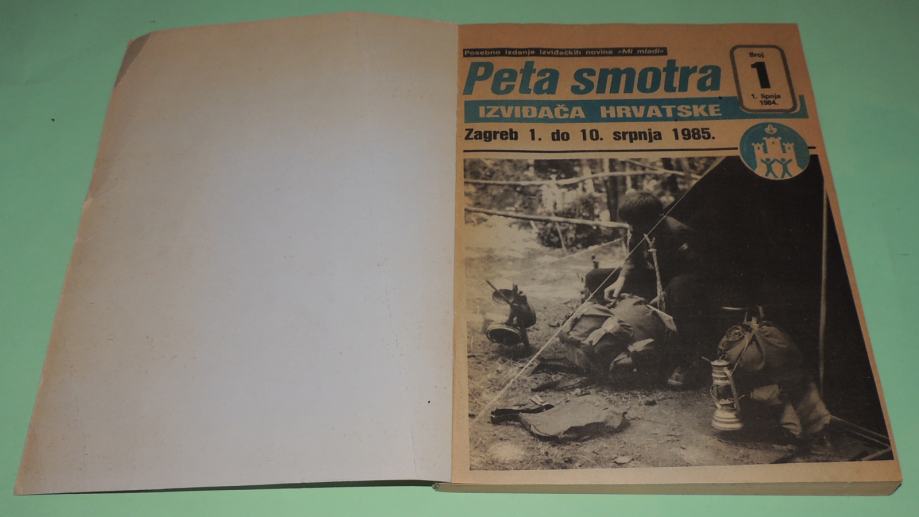 Posebno izdanje izviđačkih novina »Mi mladi«
Peta smotra
IZVIĐAČA HRVATSKE
Zagreb 1. do 10. srpnja 1985.
Broj
1
1. lipnja
1984.